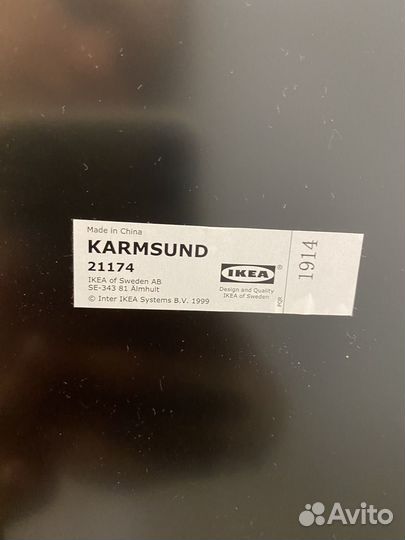 Made in China
KARMSUND
21174
IKEA of Sweden AB
SE-343 81 Älmhult
© Inter IKEA Systems B.V. 1999
IKEA®
Design and Quality
IKEA of Sweden
PQR
1914
Avito